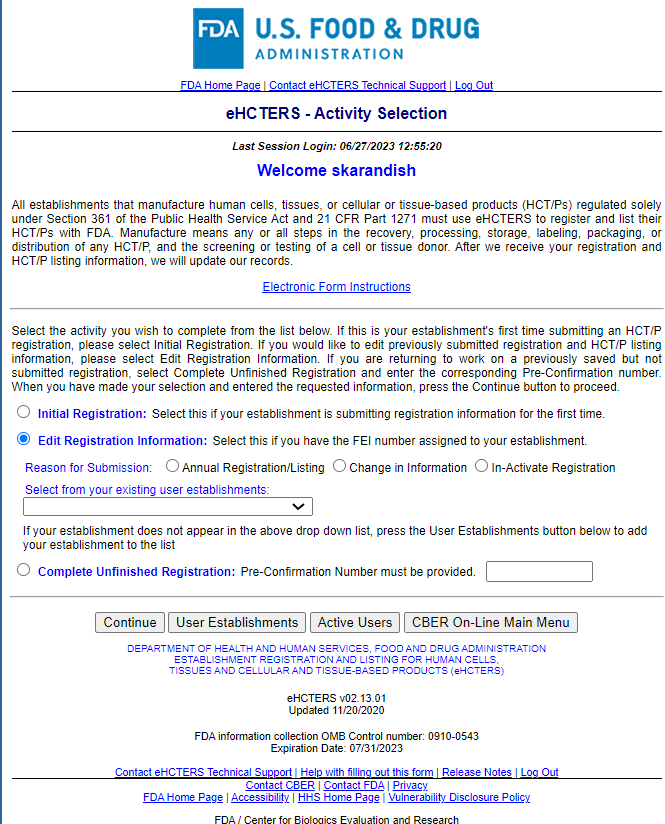 FDA U.S. FOOD & DRUG
ADMINISTRATION
FDA Home Page | Contact eHCTERS Technical Support | Log Out
eHCTERS - Activity Selection
Last Session Login: 06/27/2023 12:55:20
Welcome skarandish
All establishments that manufacture human cells, tissues, or cellular or tissue-based products (HCT/Ps) regulated solely
under Section 361 of the Public Health Service Act and 21 CFR Part 1271 must use eHCTERS to register and list their
HCT/Ps with FDA. Manufacture means any or all steps in the recovery, processing, storage, labeling, packaging, or
distribution of any HCT/P, and the screening or testing of a cell or tissue donor. After we receive your registration and
HCT/P listing information, we will update our records.
Electronic Form Instructions
Select the activity you wish to complete from the list below. If this is your establishment's first time submitting an HCT/P
registration, please select Initial Registration. If you would like to edit previously submitted registration and HCT/P listing
information, please select Edit Registration Information. If you are returning to work on a previously saved but not
submitted registration, select Complete Unfinished Registration and enter the corresponding Pre-Confirmation number.
When you have made your selection and entered the requested information, press the Continue button to proceed.
Initial Registration: Select this if your establishment is submitting registration information for the first time.
Edit Registration Information: Select this if you have the FEI number assigned to your establishment.
Reason for Submission: Annual Registration/Listing Change in Information In-Activate Registration
Select from your existing user establishments:
If your establishment does not appear in the above drop down list, press the User Establishments button below to add
your establishment to the list
Complete Unfinished Registration: Pre-Confirmation Number must be provided.
Continue User Establishments Active Users CBER On-Line Main Menu
DEPARTMENT OF HEALTH AND HUMAN SERVICES, FOOD AND DRUG ADMINISTRATION
ESTABLISHMENT REGISTRATION AND LISTING FOR HUMAN CELLS,
TISSUES AND CELLULAR AND TISSUE-BASED PRODUCTS (eHCTERS)
eHCTERS v02.13.01
Updated 11/20/2020
FDA information collection OMB Control number: 0910-0543
Expiration Date: 07/31/2023
Contact eHCTERS Technical Support | Help with filling out this form | Release Notes | Log Out
Contact CBER | Contact FDA | Privacy
FDA Home Page | Accessibility | HHS Home Page | Vulnerability Disclosure Policy
FDA / Center for Biologics Evaluation and Research